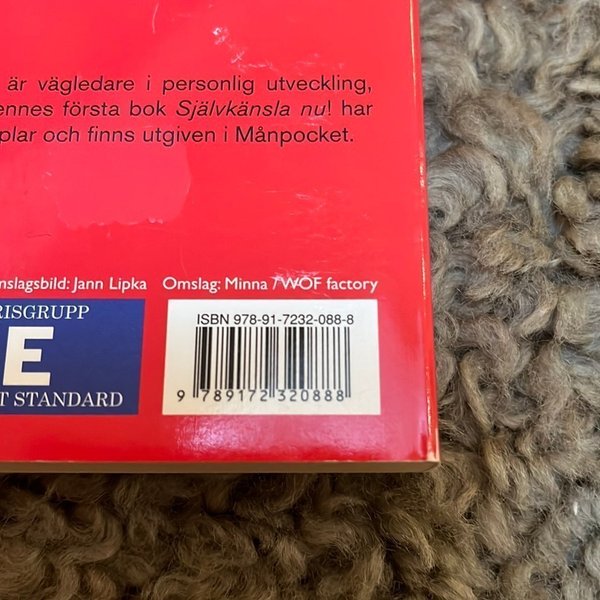 är vägledare i personlig utveckling,
ennes första bok Självkänsla nu! har
plar och finns utgiven i Månpocket.
nslagsbild: Jann Lipka Omslag: Minna / WOF factory
RISGRUPP
E
T STANDARD
ISBN 978-91-7232-088-8
9 789172 320888